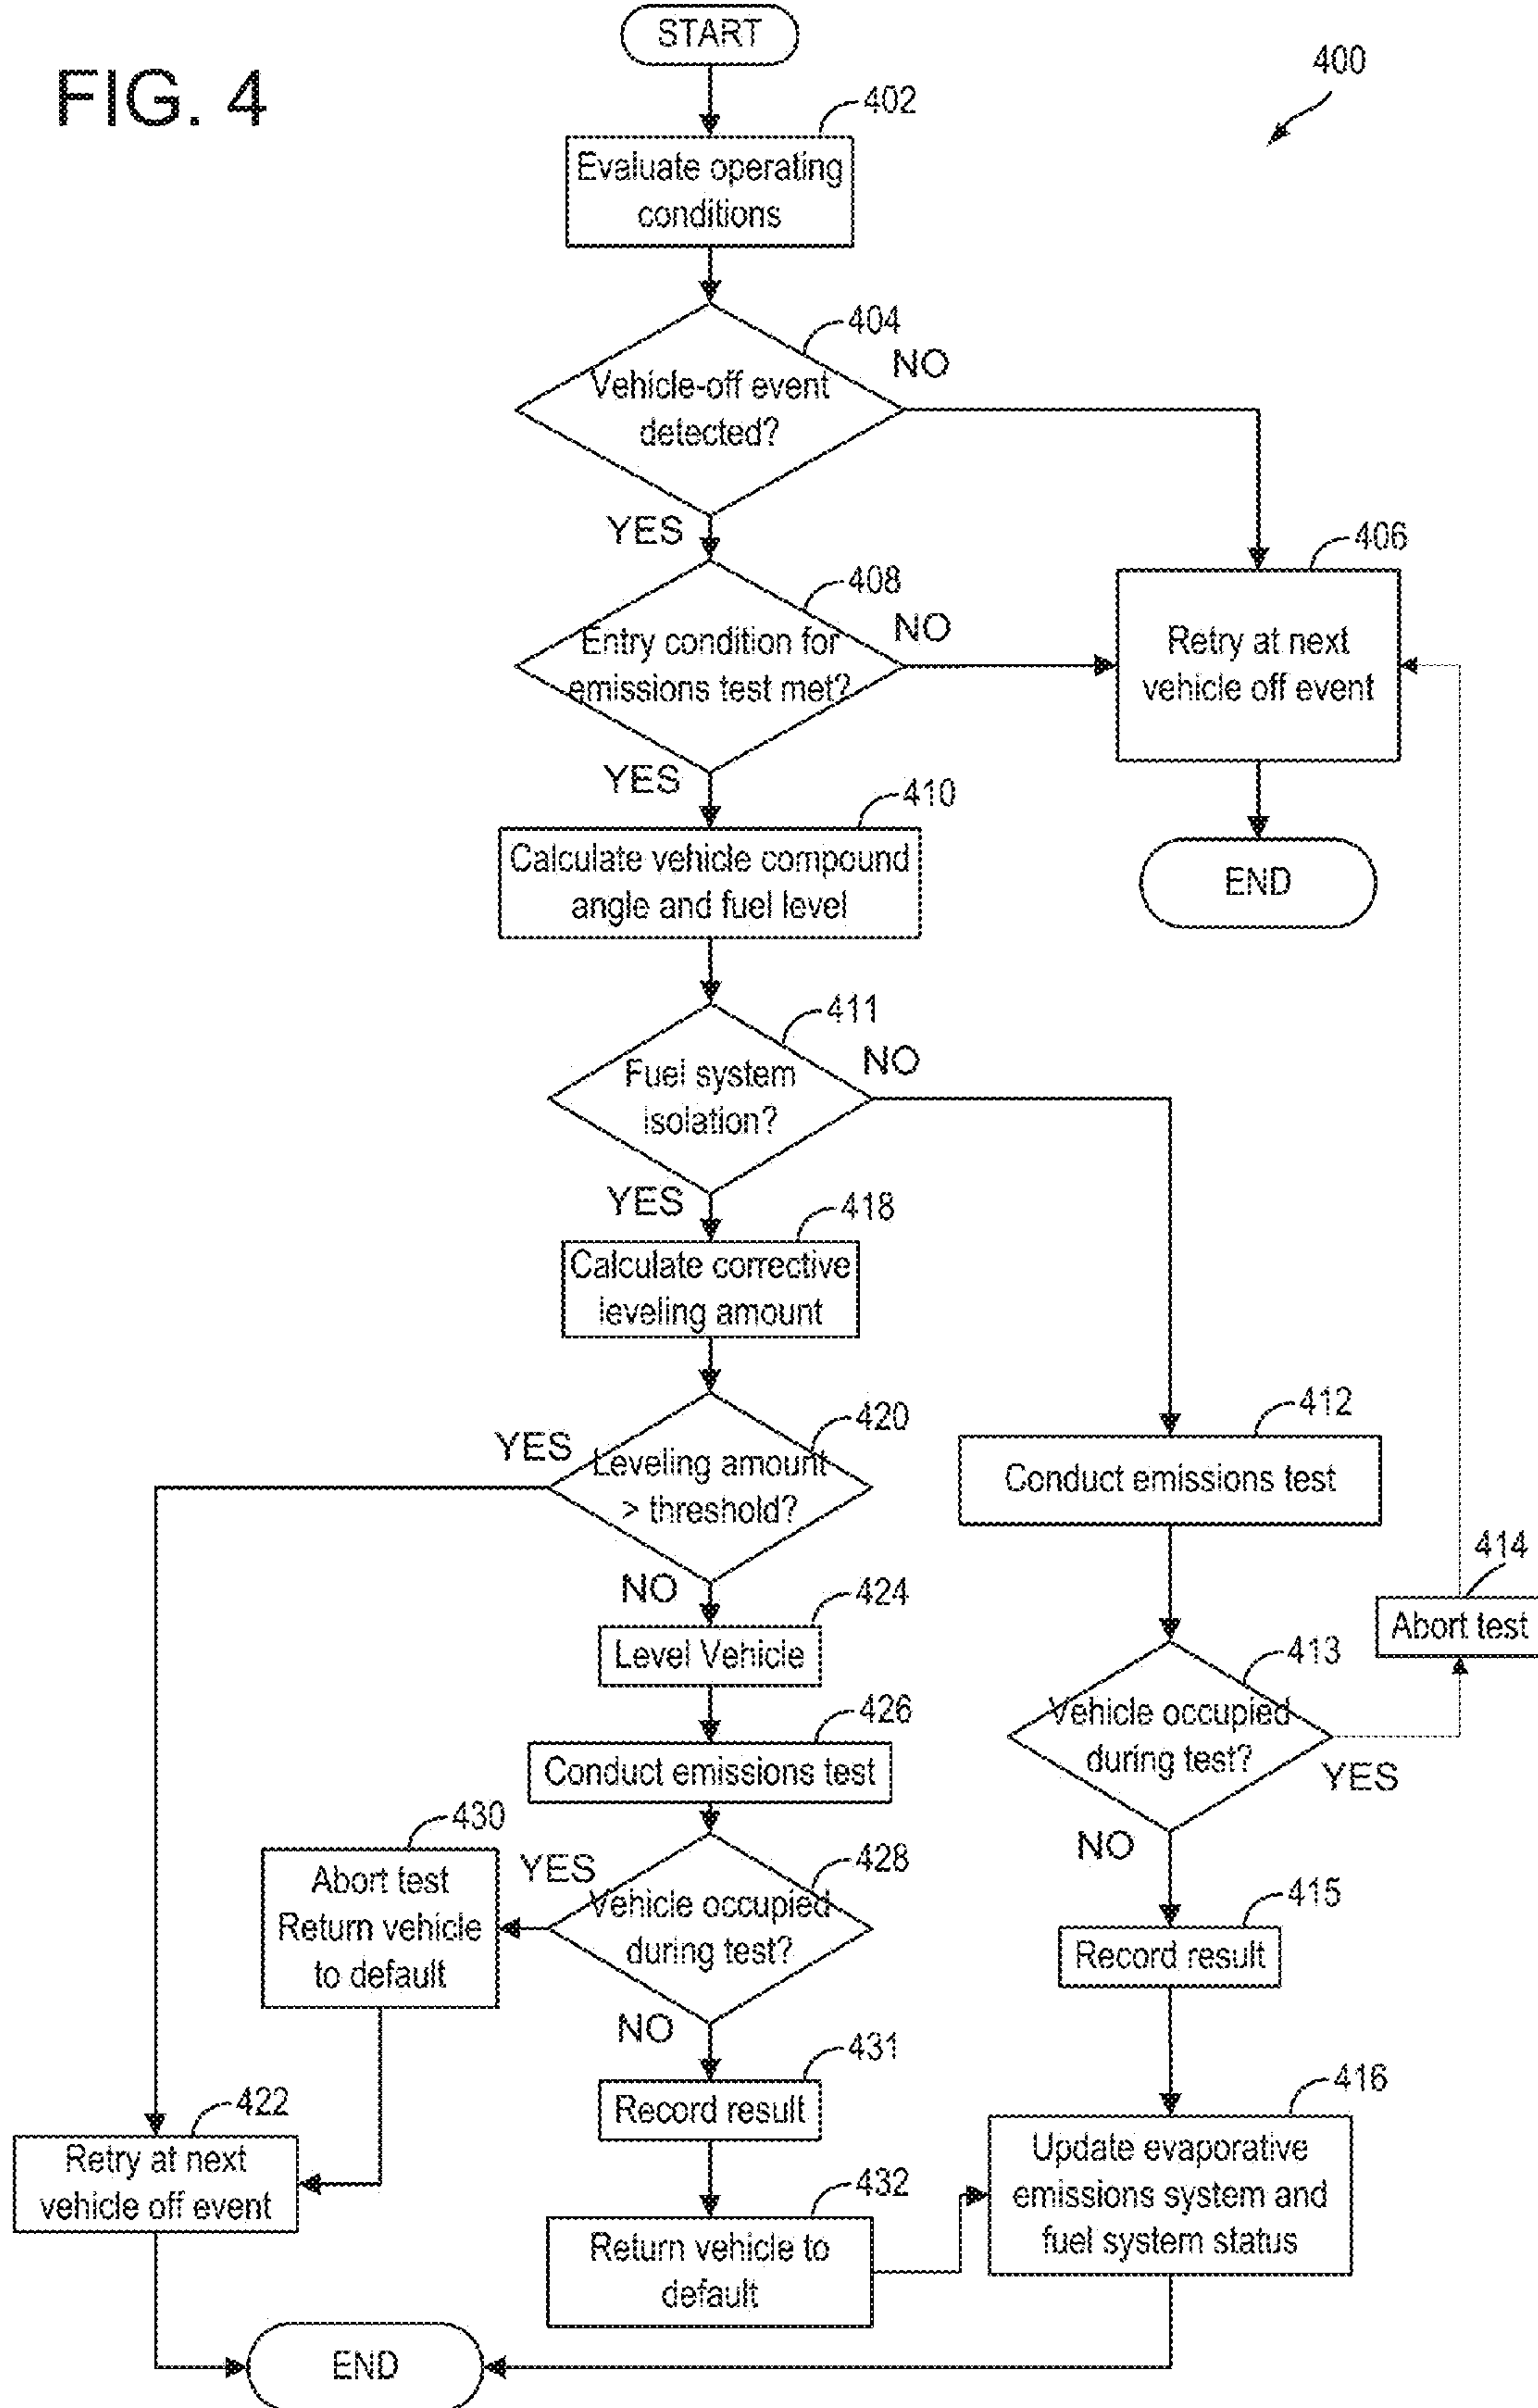 FIG. 4
START
400
402
Evaluate operating
conditions
404
Vehicle-off event
detected?
NO
YES
406
Retry at next
vehicle off event
408
Entry condition for
emissions test met?
NO
YES
410
Calculate vehicle compound
angle and fuel level
END
411
Fuel system
isolation?
NO
YES
418
Calculate corrective
leveling amount
420
YES
Leveling amount
> threshold?
NO
412
Conduct emissions test
414
Abort test
424
Level Vehicle
413
Vehicle occupied
during test?
YES
NO
426
Conduct emissions test
430
Abort test
Return vehicle
to default
YES
428
Vehicle occupied
during test?
NO
415
Record result
431
Record result
422
Retry at next
vehicle off event
416
Update evaporative
emissions system and
fuel system status
432
Return vehicle to
default
END